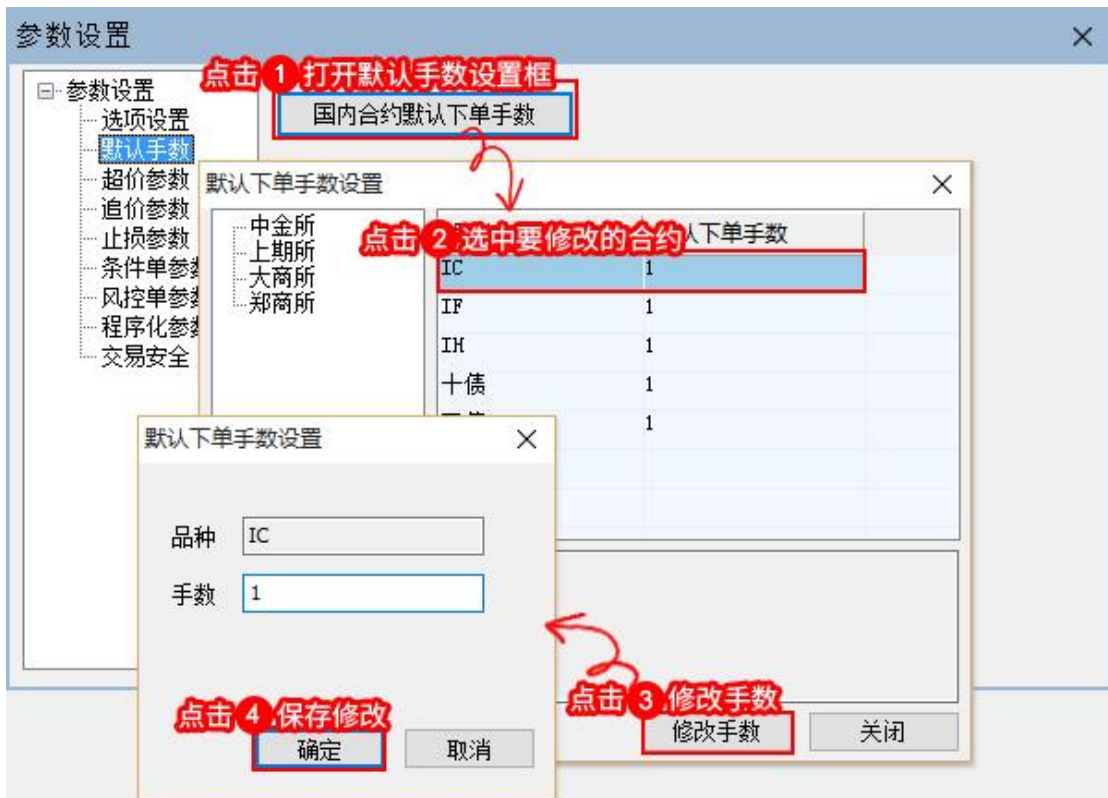 参数设置
点击1打开默认手数设置框
参数设置
国内合约默认下单手数
选项设置
默认手数
超价参数
追价参数
止损参数
条件单参
风控单参
程序化参
交易安全
默认下单手数设置
中金所
上期所
大商所
郑商所
点击2选中要修改的合约
下单手数
IC 1
IF 1
IH 1
十债 1
1
默认下单手数设置
品种 IC
手数 1
点击3修改手数
点击4保存修改
修改手数
关闭
确定
取消